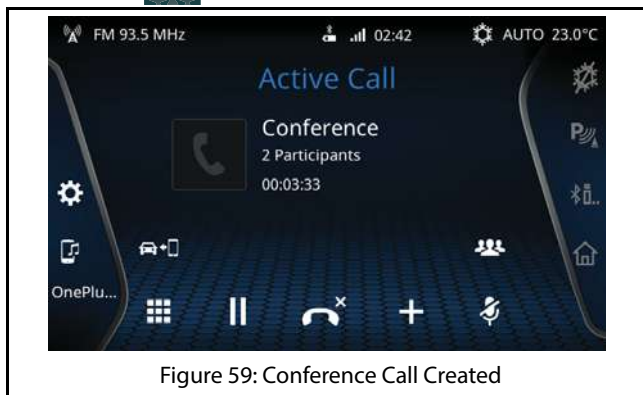 FM 93.5 MHz 02:42 AUTO 23.0°C
Active Call
Conference
2 Participants
00:03:33
OnePlu...
Figure 59: Conference Call Created